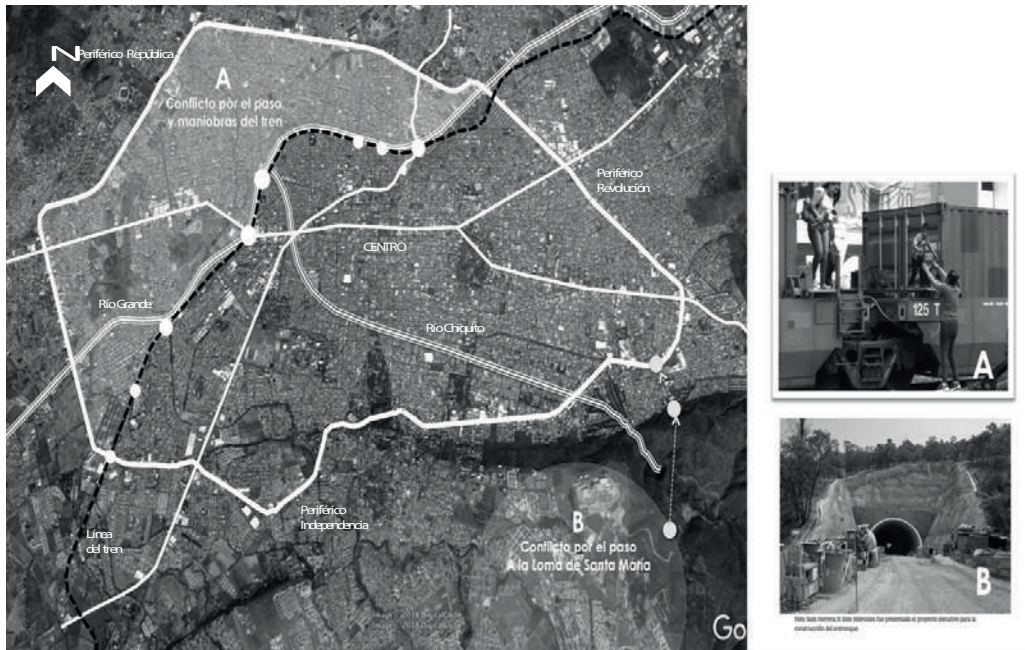 N
Periférico República
A
Conflicto por el paso
y maniobras del tren
Periférico
Revolución
CENTRO
Río Grande
Río Chiquito
Línea
del tren
Periférico
Independencia
B
Conflicto por el paso
A la Loma de Santa María
Go
125 T
A
B